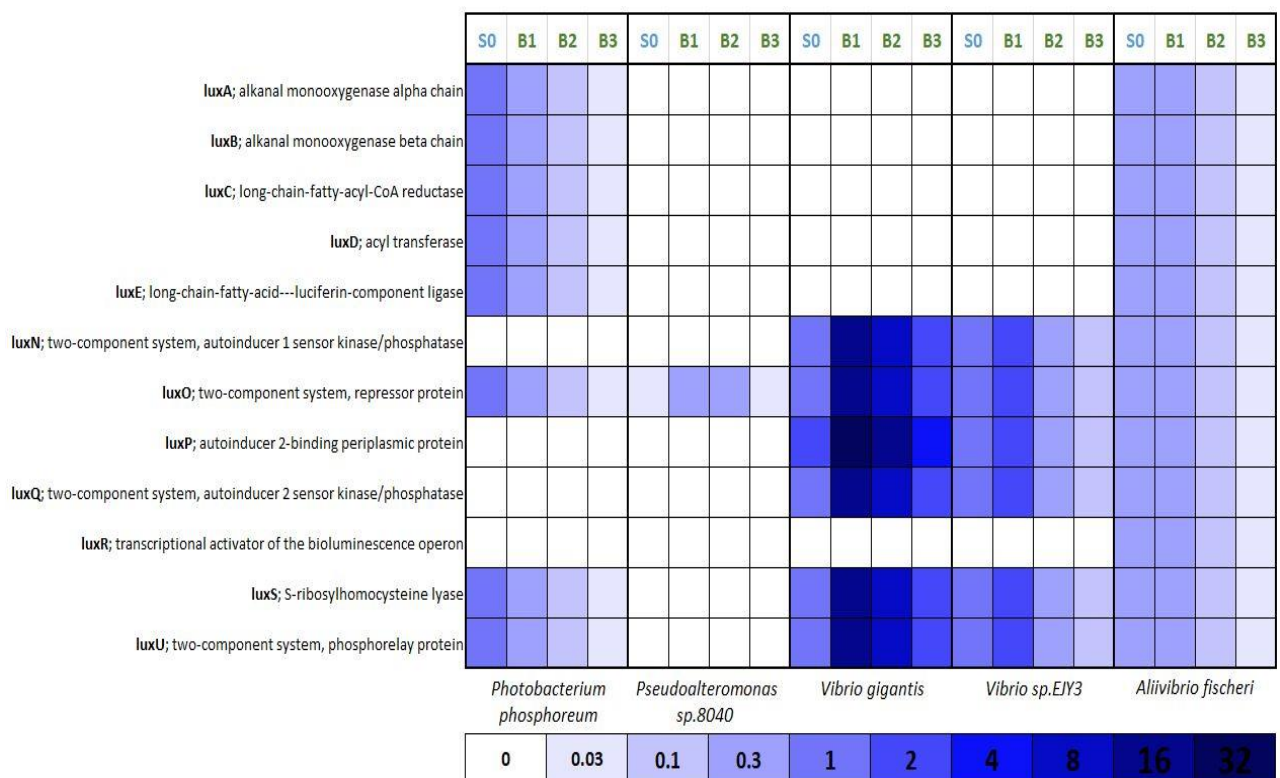 S0 B1 B2 B3 S0 B1 B2 B3 S0 B1 B2 B3 S0 B1 B2 B3 S0 B1 B2 B3
luxA; alkanal monooxygenase alpha chain
luxB; alkanal monooxygenase beta chain
luxC; long-chain-fatty-acyl-CoA reductase
luxD; acyl transferase
luxE; long-chain-fatty-acid---luciferin-component ligase
luxN; two-component system, autoinducer 1 sensor kinase/phosphatase
luxO; two-component system, repressor protein
luxP; autoinducer 2-binding periplasmic protein
luxQ; two-component system, autoinducer 2 sensor kinase/phosphatase
luxR; transcriptional activator of the bioluminescence operon
luxS; S-ribosylhomocysteine lyase
luxU; two-component system, phosphorelay protein
Photobacterium
phosphoreum
Pseudoalteromonas
sp.8040
Vibrio gigantis
Vibrio sp.EJY3
Aliivibrio fischeri
0 0.03 0.1 0.3 1 2 4 8 16 32